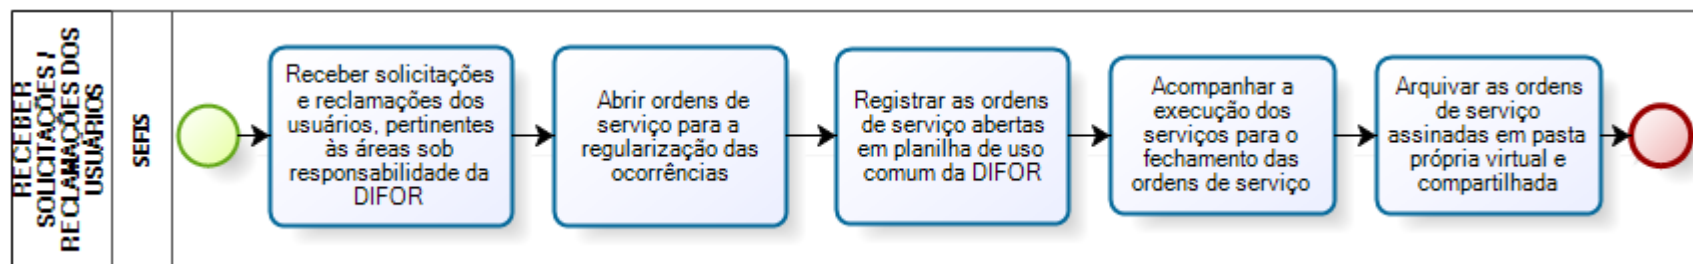 RECEBER
SOLICITAÇÕES /
RECLAMAÇÕES DOS
USUÁRIOS
SEFIS
Receber solicitações
e reclamações dos
usuários, pertinentes
às áreas sob
responsabilidade da
DIFOR
Abrir ordens de
serviço para a
regularização das
ocorrências
Registrar as ordens
de serviço abertas
em planilha de uso
comum da DIFOR
Acompanhar a
execução dos
serviços para o
fechamento das
ordens de serviço
Arquivar as ordens
de serviço
assinadas em pasta
própria virtual e
compartilhada